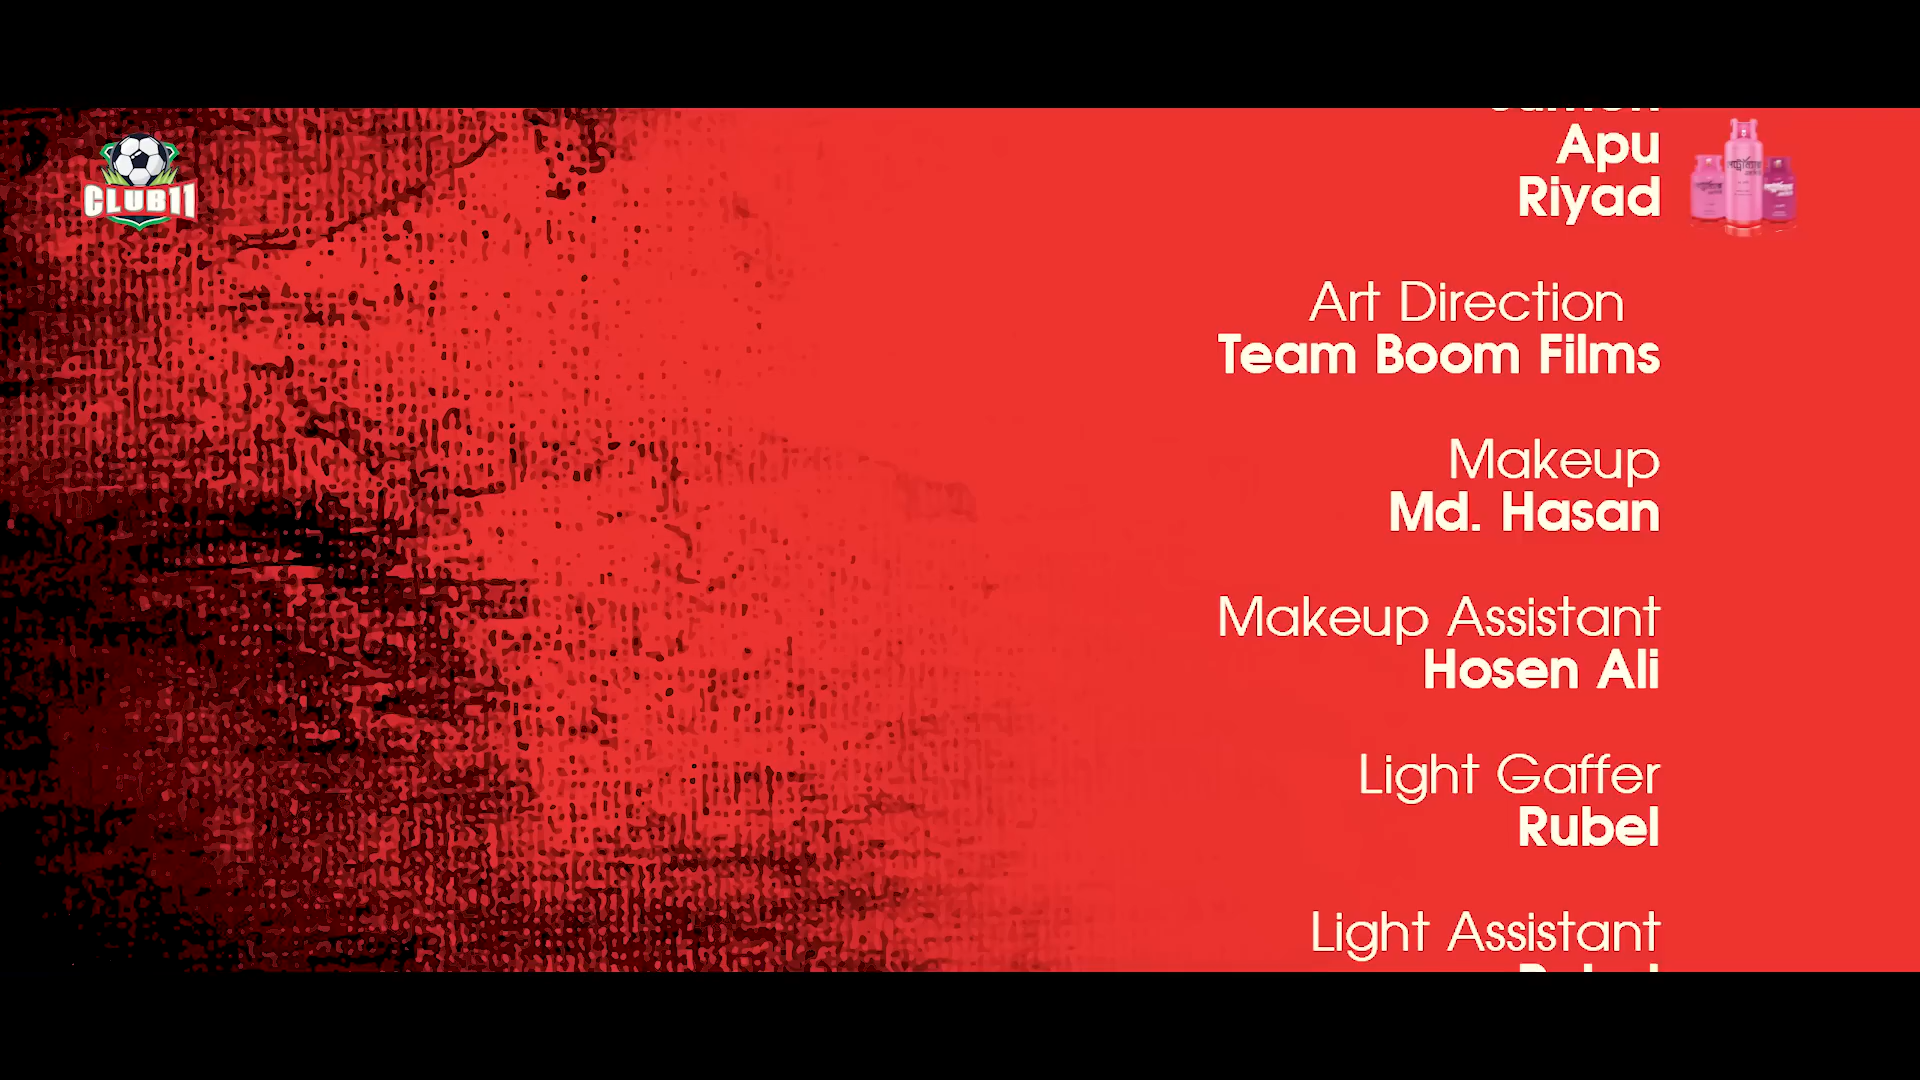 CLUB11
Apu
Riyad
Art Direction
Team Boom Films
Makeup
Md. Hasan
Makeup Assistant
Hosen Ali
Light Gaffer
Rubel
Light Assistant